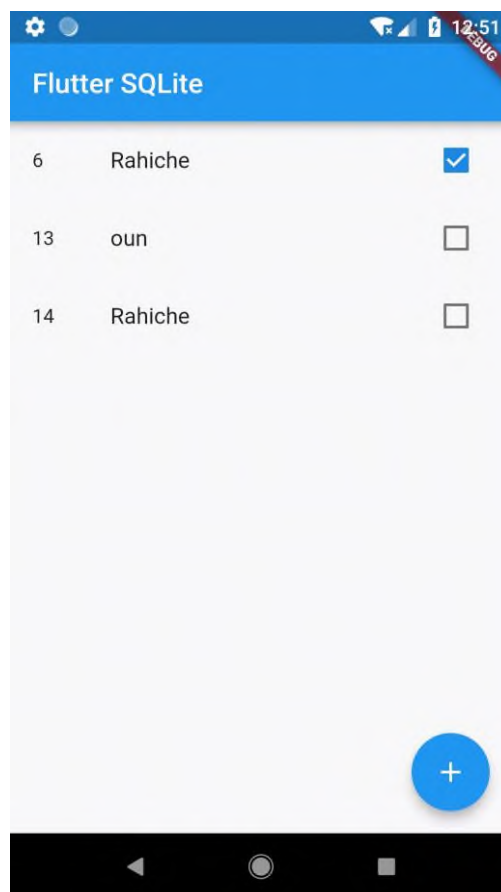 12:51
DEBUG
Flutter SQLite
6 Rahiche
13 oun
14 Rahiche